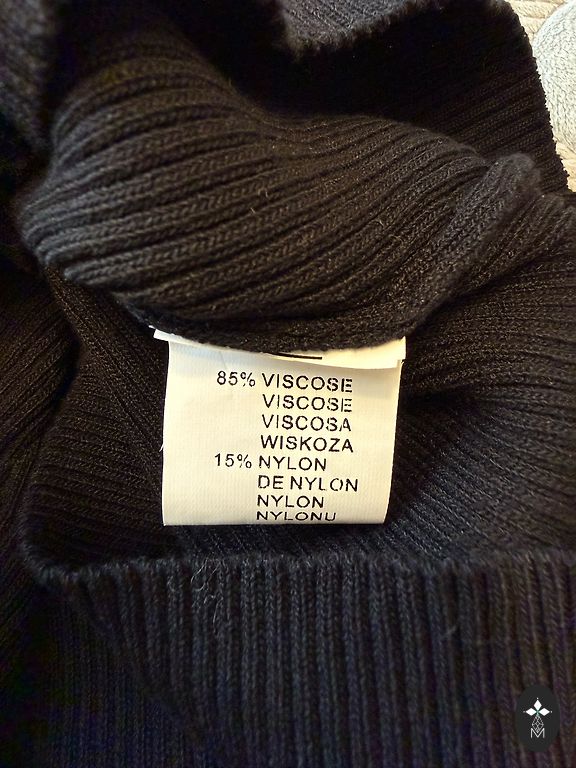 85% VISCOSE
VISCOSE
VISCOSA
WISKOZA
15% NYLON
DE NYLON
NYLON
NYLONU